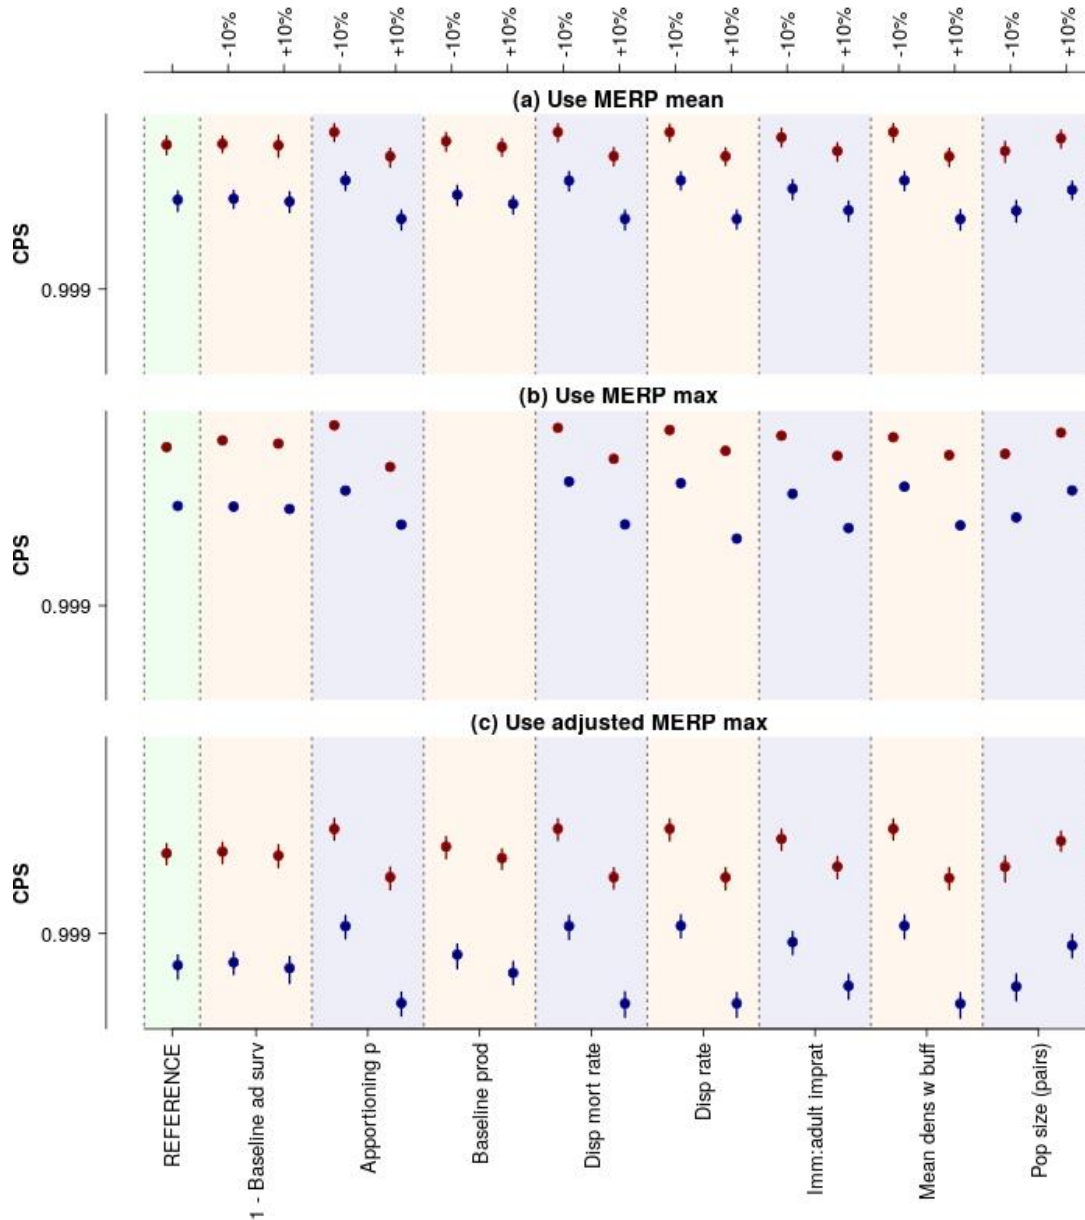 -10% +10% -10% +10% -10% +10% -10% +10% -10% +10% -10% +10% -10% +10% -10% +10%
(a) Use MERP mean
CPS
0.999
(b) Use MERP max
CPS
0.999
(c) Use adjusted MERP max
CPS
0.999
REFERENCE
1 - Baseline ad surv
Apportioning p
Baseline prod
Disp mort rate
Disp rate
Imm:adult imprat
Mean dens w buff
Pop size (pairs)